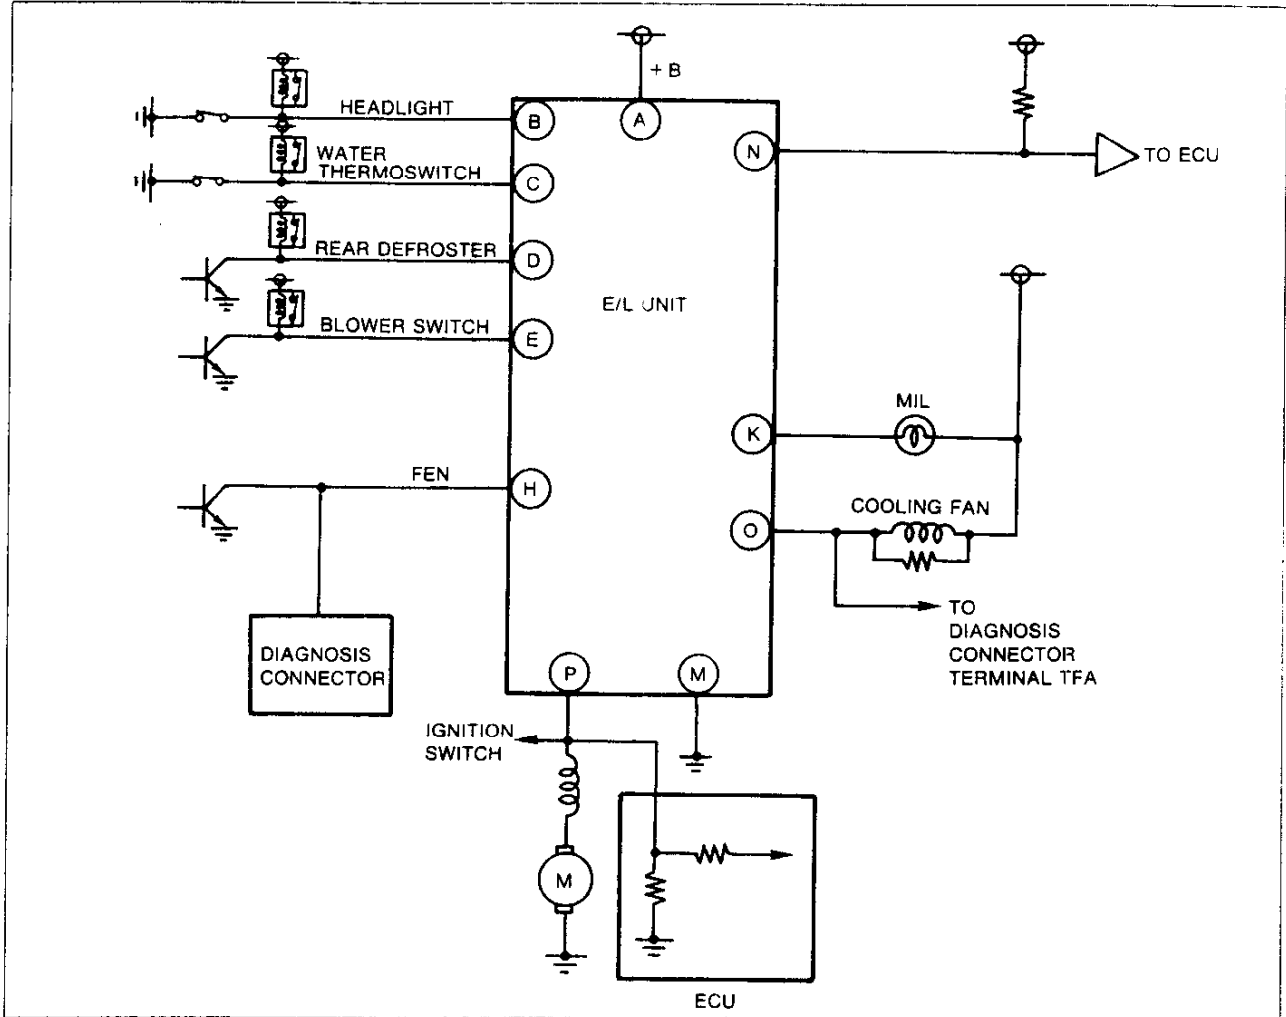 + B
HEADLIGHT
B
A
N
TO ECU
WATER
THERMOSWITCH
C
REAR DEFROSTER
D
E/L UNIT
BLOWER SWITCH
E
MIL
K
FEN
H
COOLING FAN
O
TO
DIAGNOSIS
CONNECTOR
TERMINAL TFA
DIAGNOSIS
CONNECTOR
P
M
IGNITION
SWITCH
M
ECU